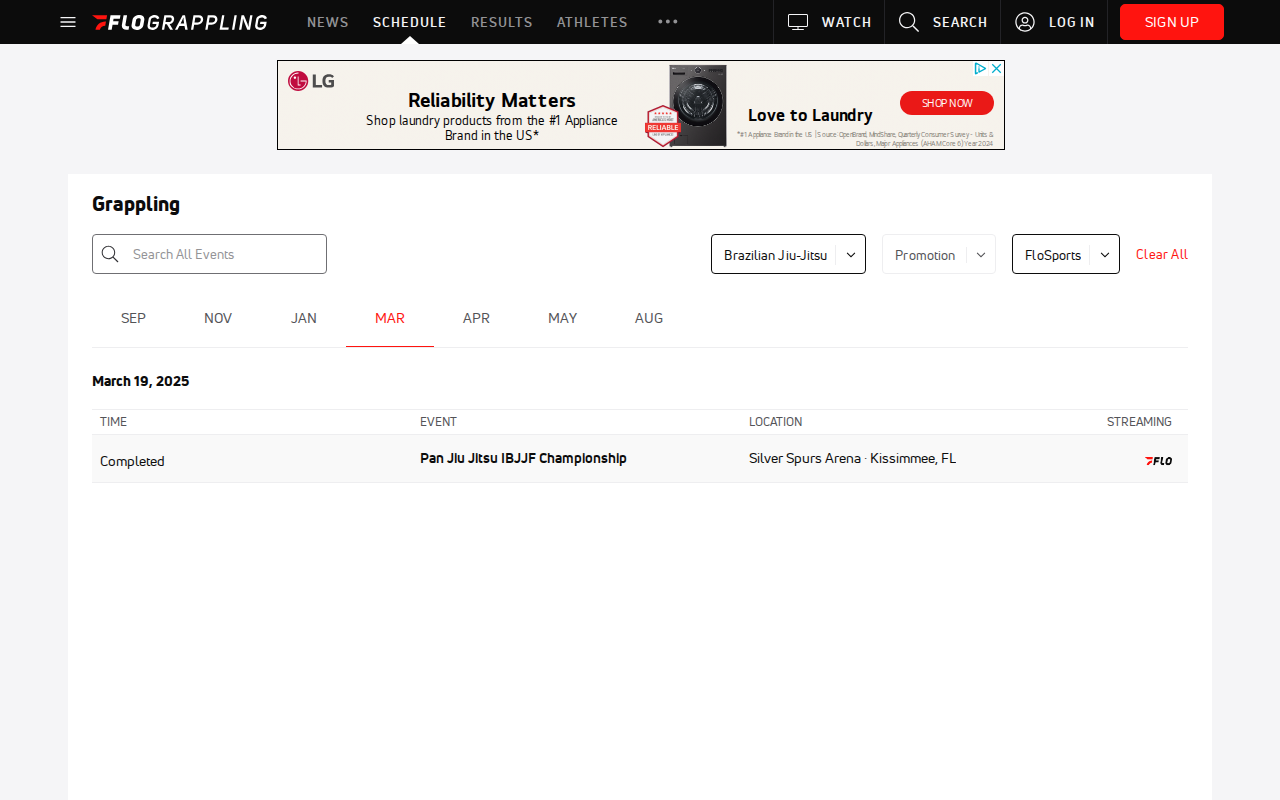 FLOGRAPPLING
NEWS
SCHEDULE
RESULTS
ATHLETES
WATCH
SEARCH
LOG IN
SIGN UP
LG
Reliability Matters
Shop laundry products from the #1 Appliance
Brand in the US*
RELIABLE
Love to Laundry
SHOP NOW
*#1 Appliance Brand in the US | Source: OpenBrand, MindShare, Quarterly Consumer Survey - Units &
Dollars, Major Appliances (AHAM Core 6) Year 2024
Grappling
Search All Events
Brazilian Jiu-Jitsu
Promotion
FloSports
Clear All
SEP
NOV
JAN
MAR
APR
MAY
AUG
March 19, 2025
TIME
EVENT
LOCATION
STREAMING
Completed
Pan Jiu Jitsu IBJJF Championship
Silver Spurs Arena · Kissimmee, FL
FLO